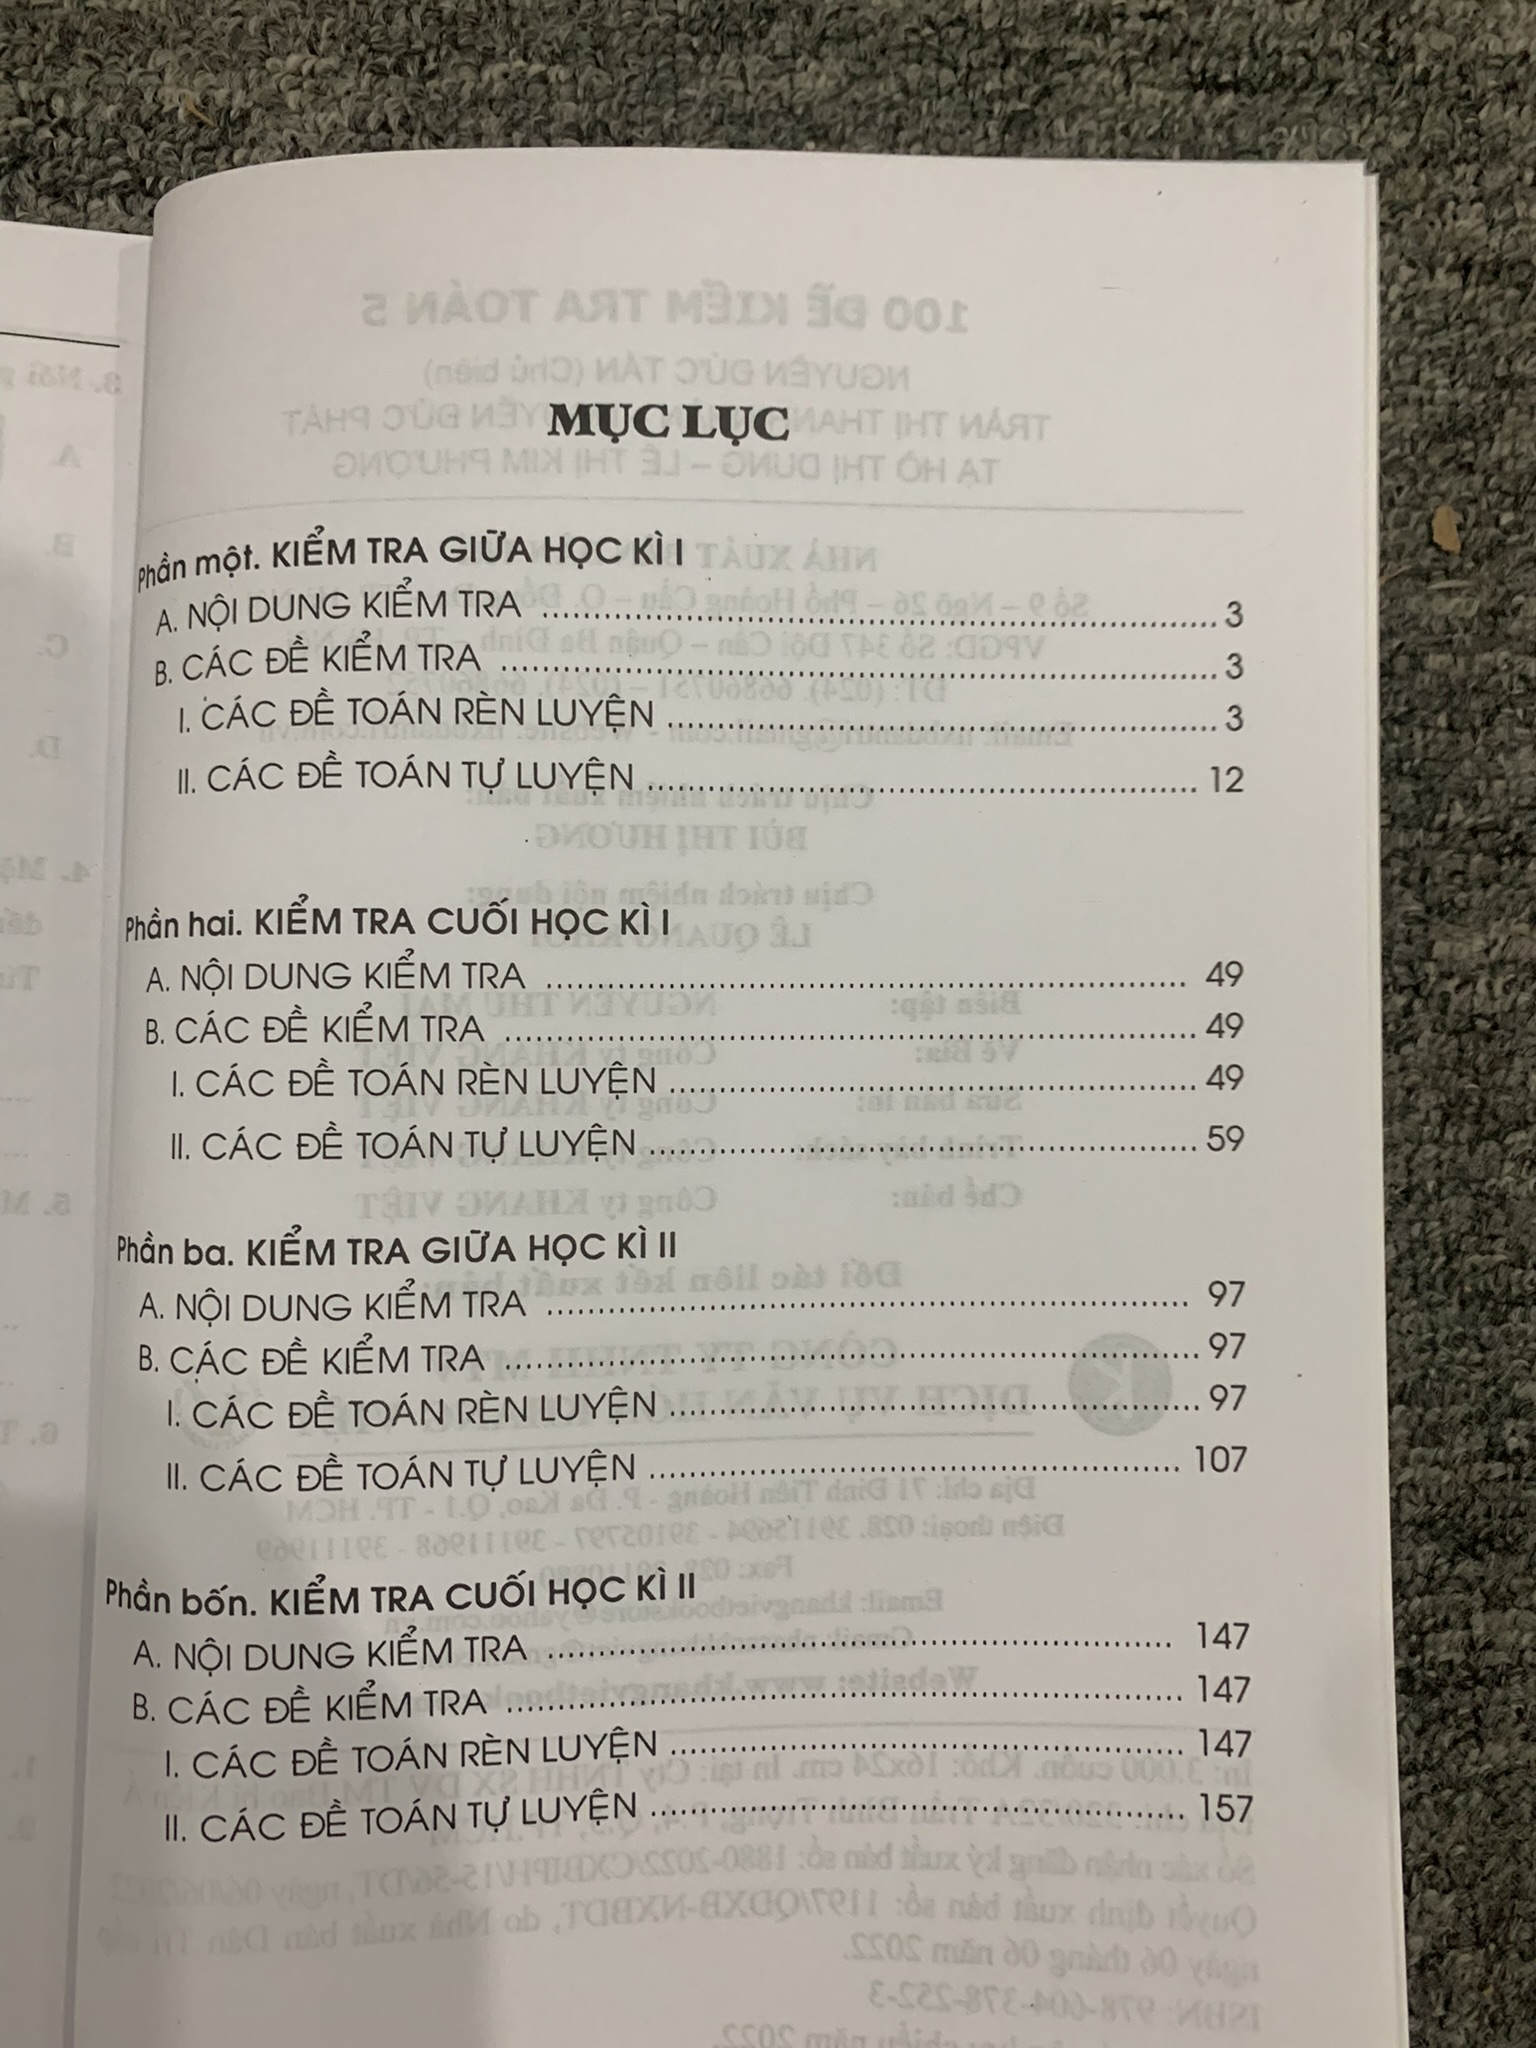 MỤC LỤC
Phần một. KIỂM TRA GIỮA HỌC KÌ I
A. NỘI DUNG KIỂM TRA ........ 3
B. CÁC ĐỀ KIỂM TRA ........ 3
I. CÁC ĐỀ TOÁN RÈN LUYỆN ........ 3
II. CÁC ĐỀ TOÁN TỰ LUYỆN ........ 12
Phần hai. KIỂM TRA CUỐI HỌC KÌ I
A. NỘI DUNG KIỂM TRA ........ 49
B. CÁC ĐỀ KIỂM TRA ........ 49
I. CÁC ĐỀ TOÁN RÈN LUYỆN ........ 49
II. CÁC ĐỀ TOÁN TỰ LUYỆN ........ 59
Phần ba. KIỂM TRA GIỮA HỌC KÌ II
A. NỘI DUNG KIỂM TRA ........ 97
B. CÁC ĐỀ KIỂM TRA ........ 97
I. CÁC ĐỀ TOÁN RÈN LUYỆN ........ 97
II. CÁC ĐỀ TOÁN TỰ LUYỆN ........ 107
Phần bốn. KIỂM TRA CUỐI HỌC KÌ II
A. NỘI DUNG KIỂM TRA ........ 147
B. CÁC ĐỀ KIỂM TRA ........ 147
I. CÁC ĐỀ TOÁN RÈN LUYỆN ........ 147
II. CÁC ĐỀ TOÁN TỰ LUYỆN ........ 157